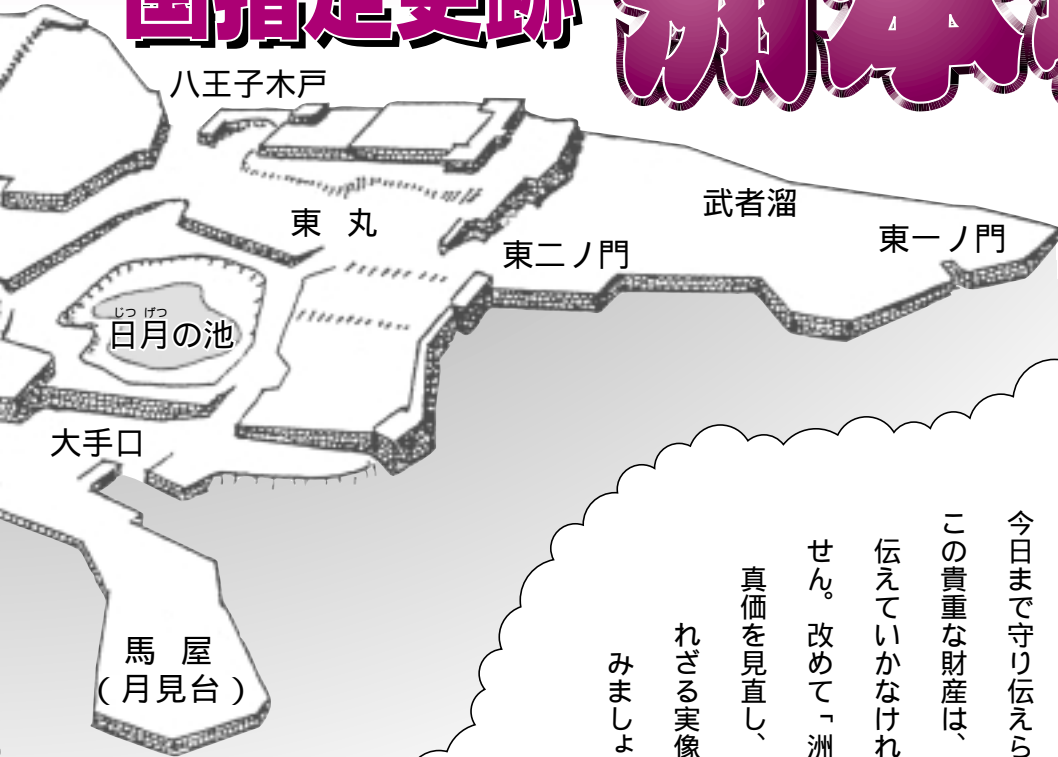 国指定史跡
洲本
八王子木戸
東 丸
武者溜
東一ノ門
東二ノ門
じつ げつ
日月の池
大手口
馬 屋
(月見台)
今日まで守り伝えら
この貴重な財産は、
伝えていかなけれ
せん。改めて「洲
真価を見直し、
れざる実像
みましょ